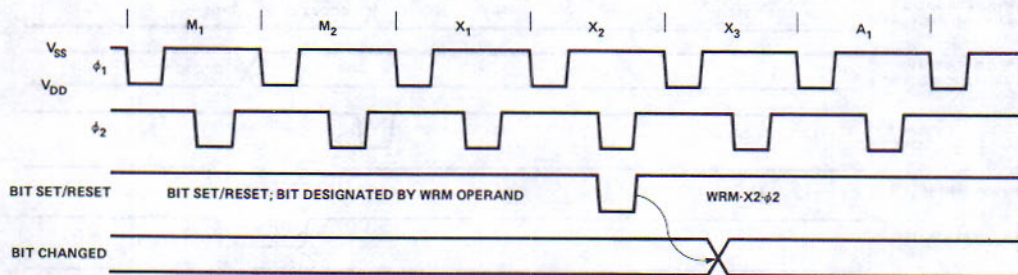 M1 M2 X1 X2 X3 A1
VSS
ϕ1
VDD
ϕ2
BIT SET/RESET BIT SET/RESET; BIT DESIGNATED BY WRM OPERAND WRM·X2·ϕ2
BIT CHANGED